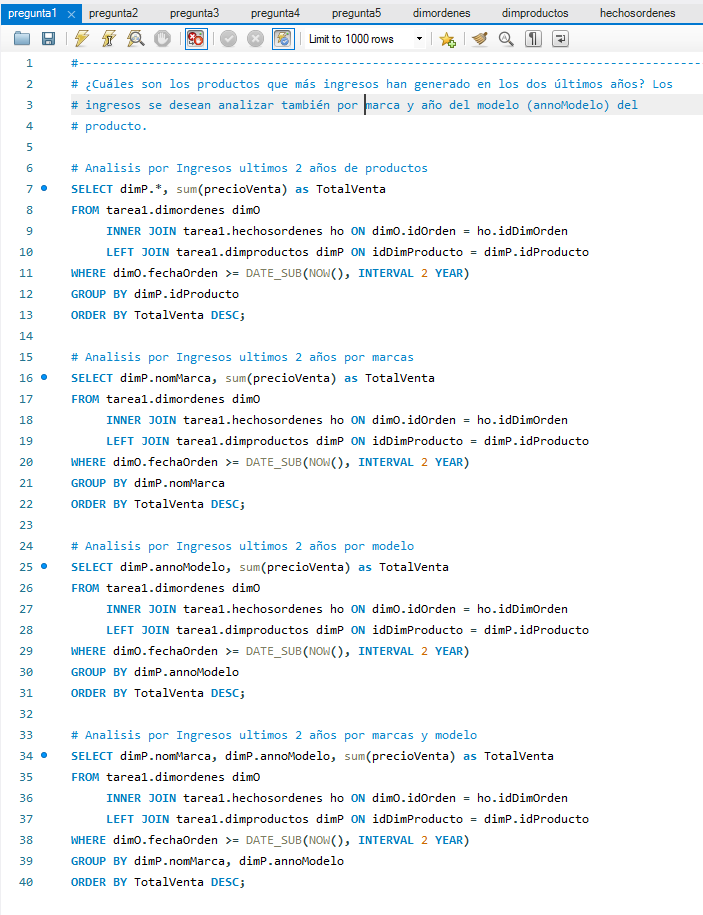 pregunta1 × pregunta2 pregunta3 pregunta4 pregunta5 dimordenes dimproductos hechosordenes
Limit to 1000 rows
1 #-----------------------------------------------------------------------------------
2 # ¿Cuáles son los productos que más ingresos han generado en los dos últimos años? Los
3 # ingresos se desean analizar también por marca y año del modelo (annoModelo) del
4 # producto.
5
6 # Analisis por Ingresos ultimos 2 años de productos
7 SELECT dimP.*, sum(precioVenta) as TotalVenta
8 FROM tarea1.dimordenes dimO
9 INNER JOIN tarea1.hechosordenes ho ON dimO.idOrden = ho.idDimOrden
10 LEFT JOIN tarea1.dimproductos dimP ON idDimProducto = dimP.idProducto
11 WHERE dimO.fechaOrden >= DATE_SUB(NOW(), INTERVAL 2 YEAR)
12 GROUP BY dimP.idProducto
13 ORDER BY TotalVenta DESC;
14
15 # Analisis por Ingresos ultimos 2 años por marcas
16 SELECT dimP.nomMarca, sum(precioVenta) as TotalVenta
17 FROM tarea1.dimordenes dimO
18 INNER JOIN tarea1.hechosordenes ho ON dimO.idOrden = ho.idDimOrden
19 LEFT JOIN tarea1.dimproductos dimP ON idDimProducto = dimP.idProducto
20 WHERE dimO.fechaOrden >= DATE_SUB(NOW(), INTERVAL 2 YEAR)
21 GROUP BY dimP.nomMarca
22 ORDER BY TotalVenta DESC;
23
24 # Analisis por Ingresos ultimos 2 años por modelo
25 SELECT dimP.annoModelo, sum(precioVenta) as TotalVenta
26 FROM tarea1.dimordenes dimO
27 INNER JOIN tarea1.hechosordenes ho ON dimO.idOrden = ho.idDimOrden
28 LEFT JOIN tarea1.dimproductos dimP ON idDimProducto = dimP.idProducto
29 WHERE dimO.fechaOrden >= DATE_SUB(NOW(), INTERVAL 2 YEAR)
30 GROUP BY dimP.annoModelo
31 ORDER BY TotalVenta DESC;
32
33 # Analisis por Ingresos ultimos 2 años por marcas y modelo
34 SELECT dimP.nomMarca, dimP.annoModelo, sum(precioVenta) as TotalVenta
35 FROM tarea1.dimordenes dimO
36 INNER JOIN tarea1.hechosordenes ho ON dimO.idOrden = ho.idDimOrden
37 LEFT JOIN tarea1.dimproductos dimP ON idDimProducto = dimP.idProducto
38 WHERE dimO.fechaOrden >= DATE_SUB(NOW(), INTERVAL 2 YEAR)
39 GROUP BY dimP.nomMarca, dimP.annoModelo
40 ORDER BY TotalVenta DESC;